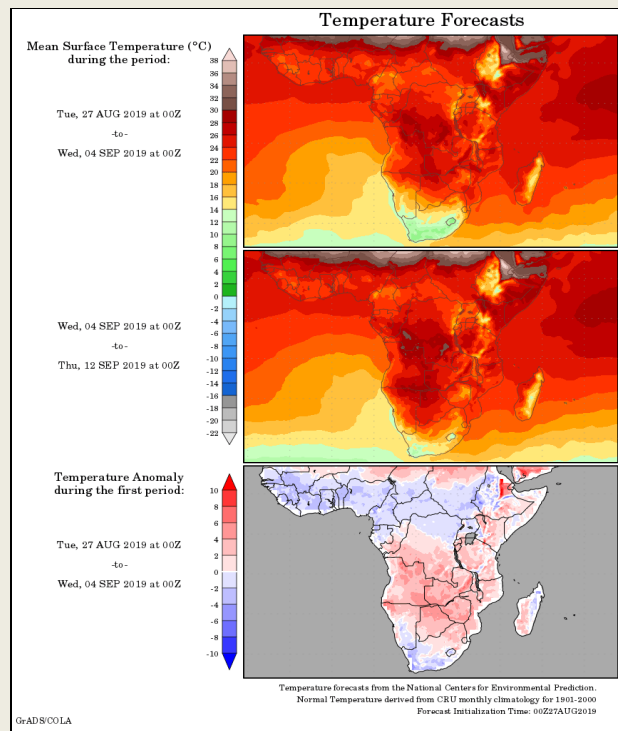 Temperature Forecasts
Mean Surface Temperature (°C)
during the period:
Tue, 27 AUG 2019 at 00Z
-to-
Wed, 04 SEP 2019 at 00Z
38
36
34
32
30
28
26
24
22
20
18
16
14
12
10
8
6
4
2
0
-2
-4
-6
-8
-10
-14
-16
-18
-20
-22
Wed, 04 SEP 2019 at 00Z
-to-
Thu, 12 SEP 2019 at 00Z
Temperature Anomaly
during the first period:
Tue, 27 AUG 2019 at 00Z
-to-
Wed, 04 SEP 2019 at 00Z
10
8
6
4
2
0
-2
-4
-6
-8
-10
Temperature forecasts from the National Centers for Environmental Prediction.
Normal Temperature derived from CRU monthly climatology for 1901-2000
Forecast Initialization Time: 00Z27AUG2019
GrADS/COLA